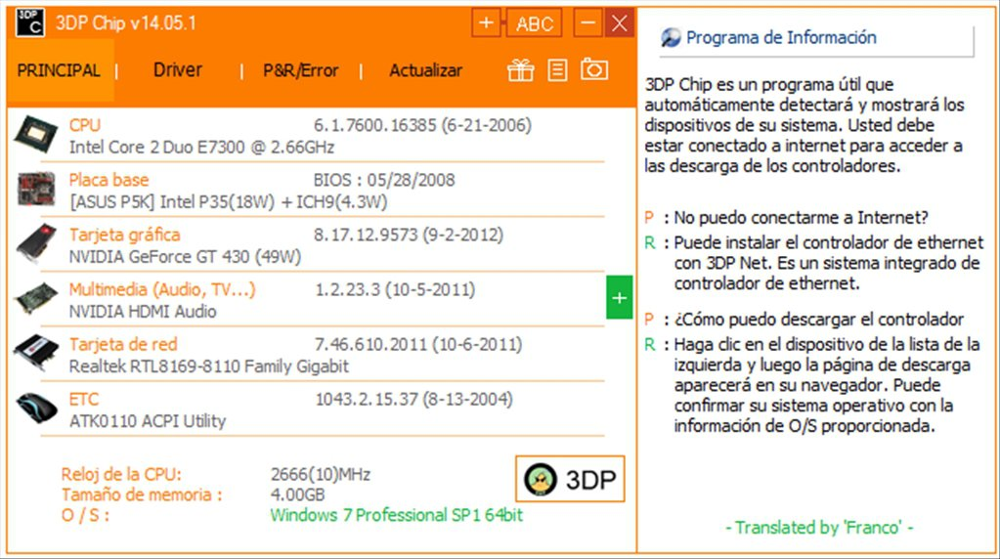 3DP
C
3DP Chip v14.05.1
+ ABC
PRINCIPAL | Driver | P&R/Error | Actualizar
CPU 6.1.7600.16385 (6-21-2006)
Intel Core 2 Duo E7300 @ 2.66GHz
Placa base BIOS : 05/28/2008
[ASUS P5K] Intel P35(18W) + ICH9(4.3W)
Tarjeta gráfica 8.17.12.9573 (9-2-2012)
NVIDIA GeForce GT 430 (49W)
Multimedia (Audio, TV...) 1.2.23.3 (10-5-2011)
NVIDIA HDMI Audio
+
Tarjeta de red 7.46.610.2011 (10-6-2011)
Realtek RTL8169-8110 Family Gigabit
ETC 1043.2.15.37 (8-13-2004)
ATK0110 ACPI Utility
Reloj de la CPU: 2666(10)MHz
Tamaño de memoria : 4.00GB
O / S : Windows 7 Professional SP1 64bit
3DP
Programa de Información
3DP Chip es un programa útil que
automáticamente detectará y mostrará los
dispositivos de su sistema. Usted debe
estar conectado a internet para acceder a
las descarga de los controladores.
P : No puedo conectarme a Internet?
R : Puede instalar el controlador de ethernet
con 3DP Net. Es un sistema integrado de
controlador de ethernet.
P : ¿Cómo puedo descargar el controlador
R : Haga clic en el dispositivo de la lista de la
izquierda y luego la página de descarga
aparecerá en su navegador. Puede
confirmar su sistema operativo con la
información de O/S proporcionada.
- Translated by 'Franco' -